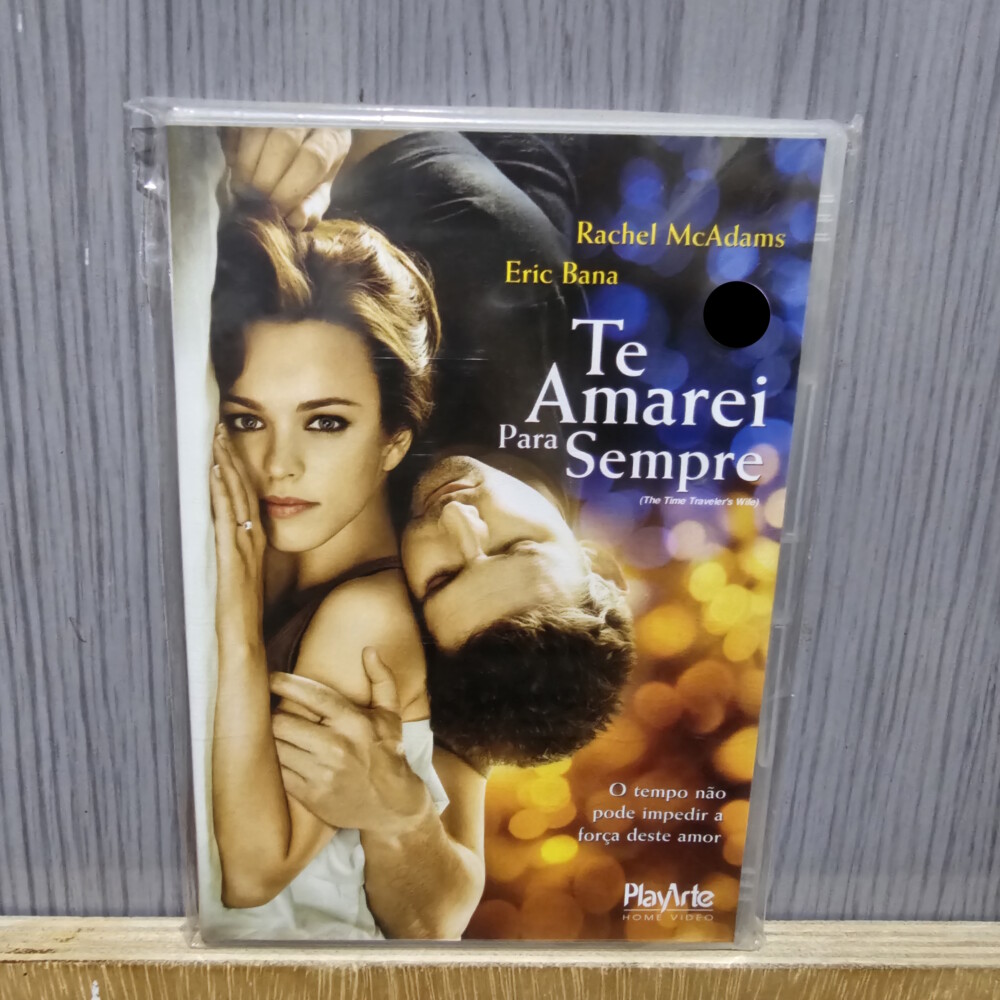 Rachel McAdams
Eric Bana
Te
Amarei
Para Sempre
(The Time Traveler's Wife)
O tempo não
pode impedir a
força deste amor
PlayArte
HOME VIDEO